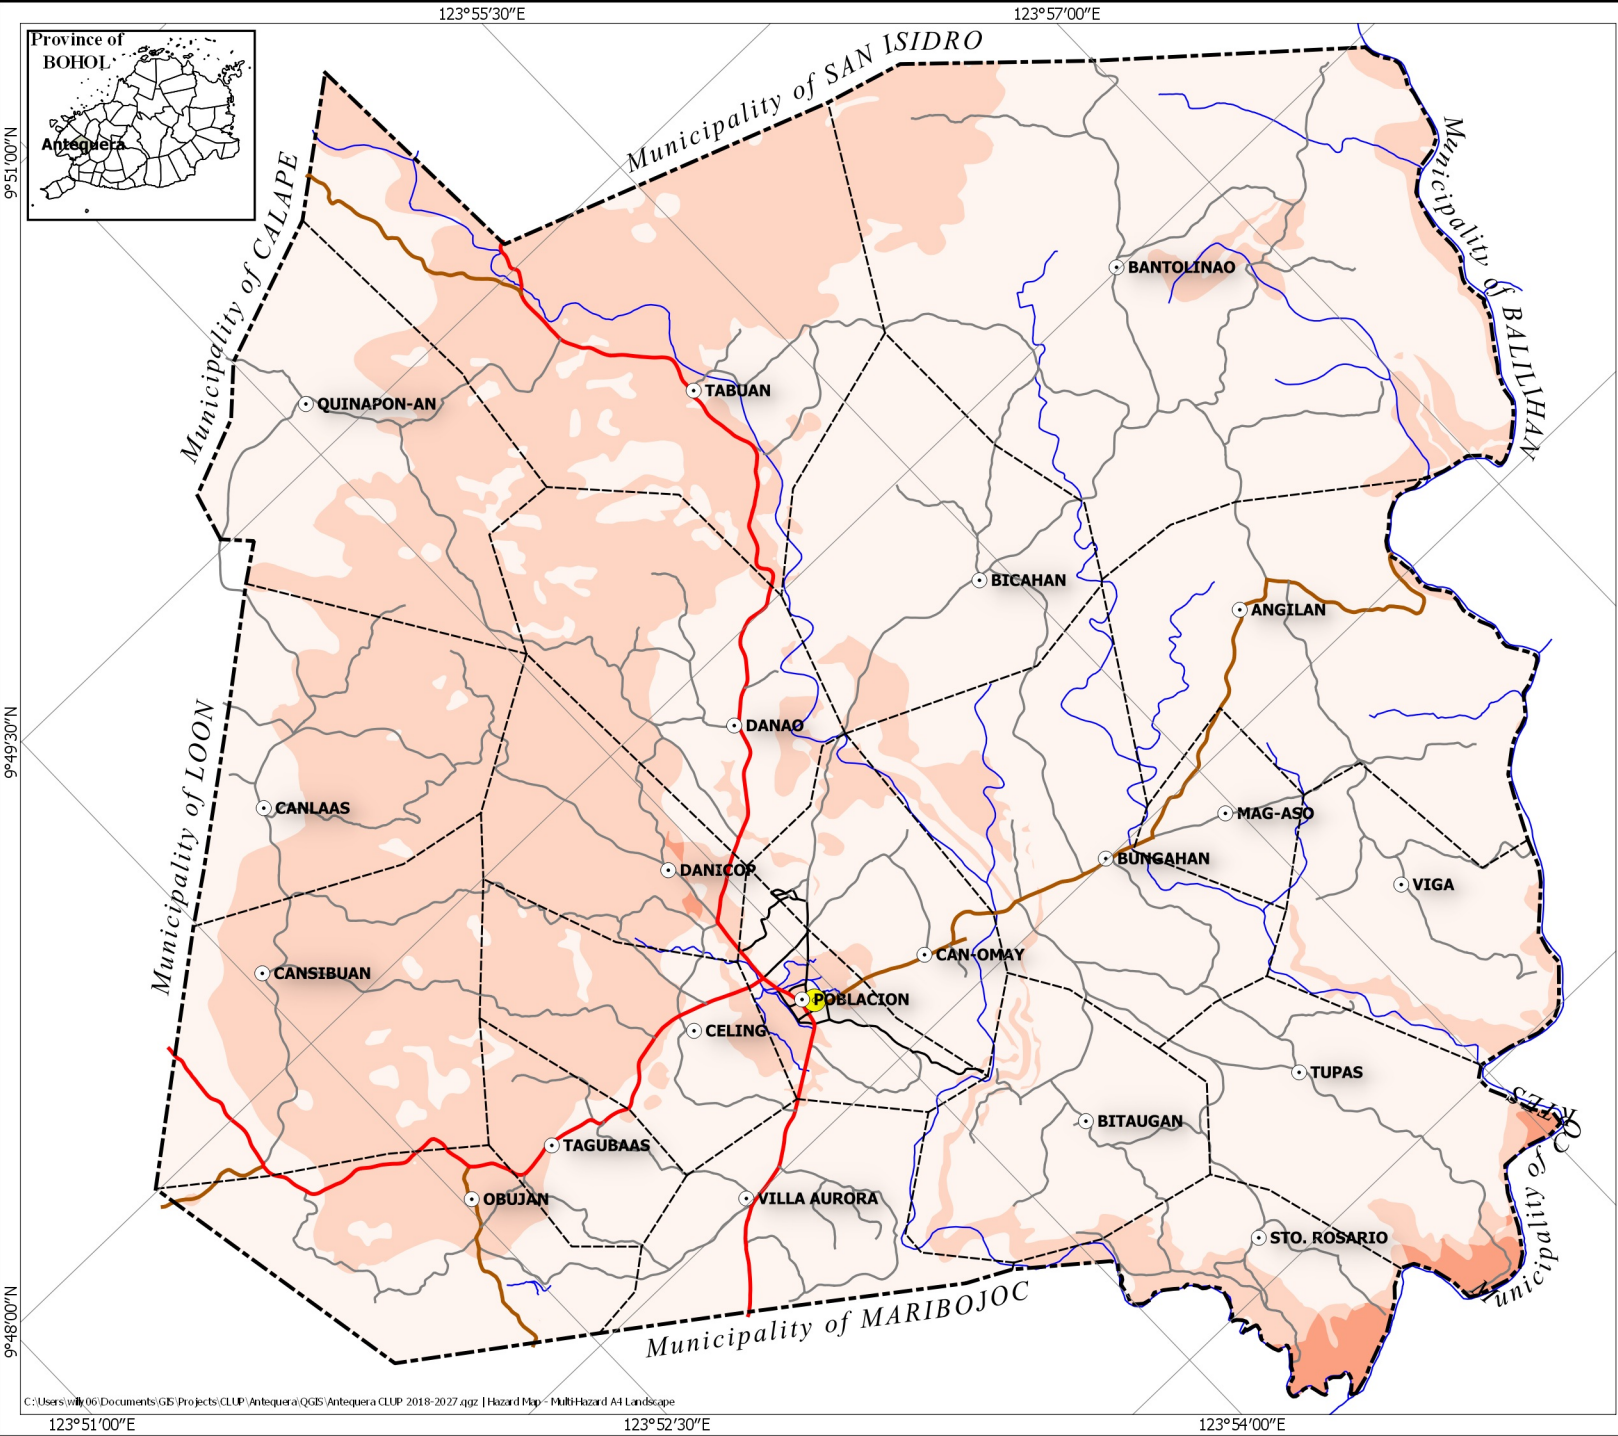 123°55'30"E
123°57'00"E
Province of
BOHOL
Antequera
Municipality of SAN ISIDRO
Municipality of CALAPE
Municipality of BALILIHAN
9°51'00"N
BANTOLINAO
TABUAN
QUINAPON-AN
BICAHAN
ANGILAN
Municipality of LOON
9°49'30"N
DANAO
CANLAAS
MAG-ASO
BUNGAHAN
DANICOP
VIGA
CAN-OMAY
CANSIBUAN
POBLACION
CELING
TUPAS
BITAUGAN
TAGUBAAS
OBUJAN
VILLA AURORA
STO. ROSARIO
Municipality of CORTES
Municipality of MARIBOJOC
9°48'00"N
C:\Users\willy06\Documents\GIS\Projects\CLUP\Antequera\QGIS\Antequera CLUP 2018-2027.qgz | Hazard Map - Multi-Hazard A4 Landscape
123°51'00"E
123°52'30"E
123°54'00"E